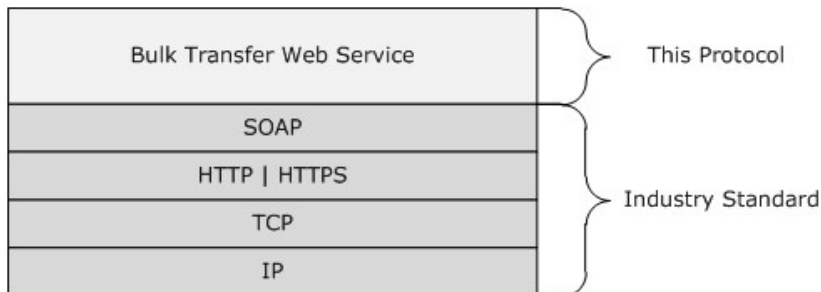 Bulk Transfer Web Service
This Protocol
SOAP
HTTP | HTTPS
TCP
IP
Industry Standard